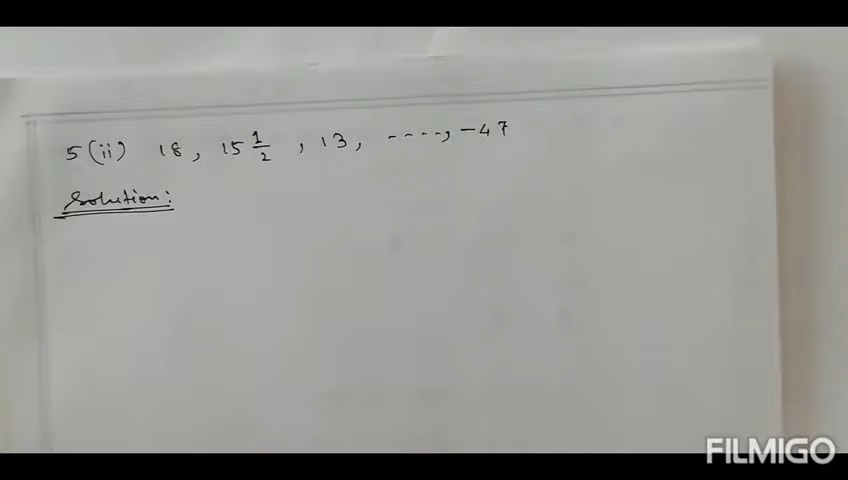 5(ii) 18, 15 1/2, 13, ----, -47
Solution:
FILMIGO